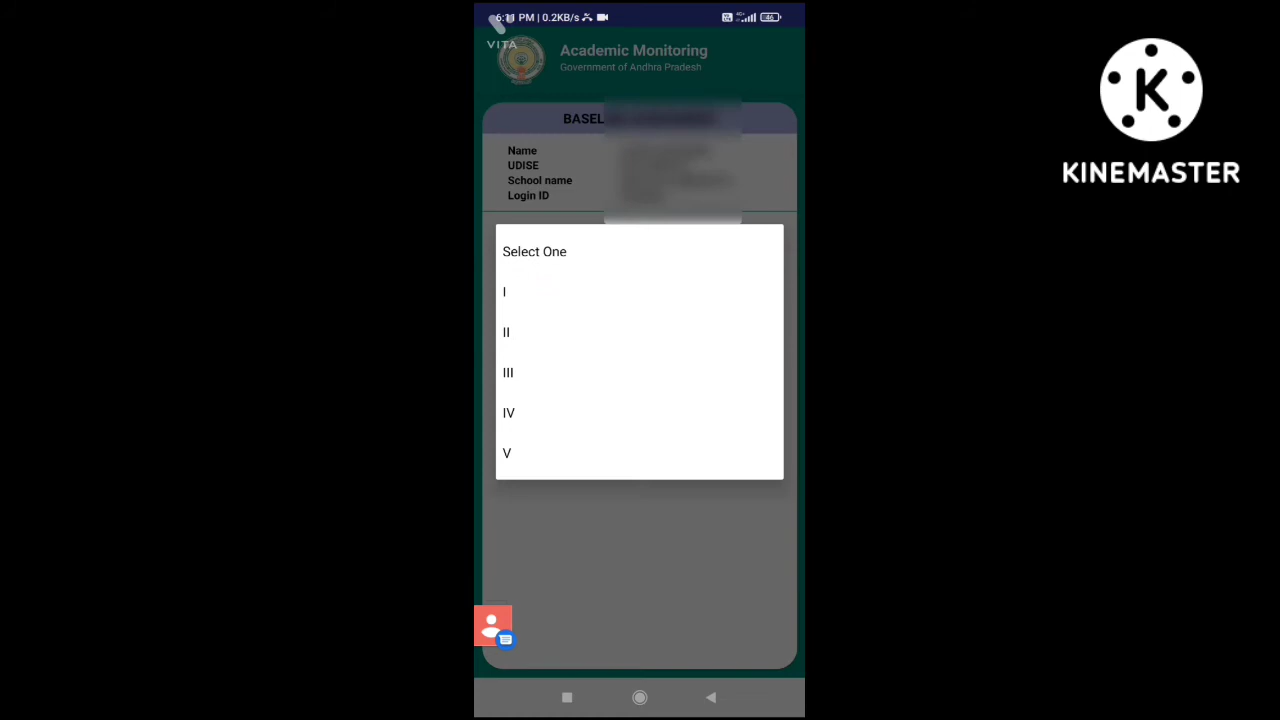 6:11 PM | 0.2KB/s
46
VITA
Academic Monitoring
Government of Andhra Pradesh
K
KINEMASTER
Name
UDISE
School name
Login ID
Select One
I
II
III
IV
V